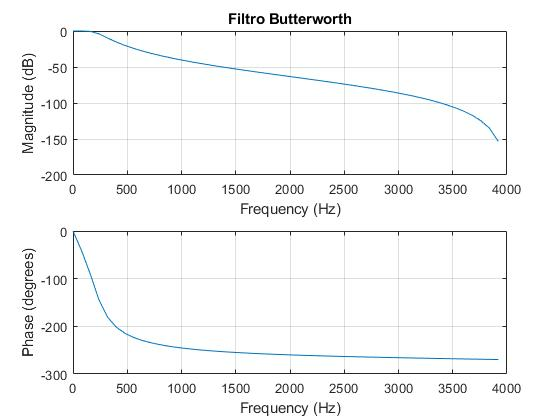 Filtro Butterworth
0
-50
-100
-150
-200
Magnitude (dB)
0 500 1000 1500 2000 2500 3000 3500 4000
Frequency (Hz)
0
-100
-200
-300
Phase (degrees)
0 500 1000 1500 2000 2500 3000 3500 4000
Frequency (Hz)